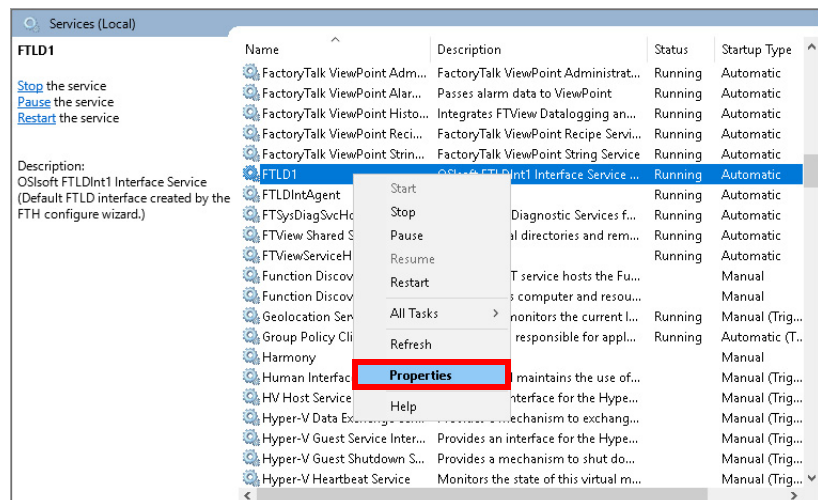 Services (Local)
FTLD1
Stop the service
Pause the service
Restart the service
Description:
OSIsoft FTLDInt1 Interface Service
(Default FTLD interface created by the
FTH configure wizard.)
Name Description Status Startup Type
FactoryTalk ViewPoint Adm... FactoryTalk ViewPoint Administrat... Running Automatic
FactoryTalk ViewPoint Alar... Passes alarm data to ViewPoint Running Automatic
FactoryTalk ViewPoint Histo... Integrates FTView Datalogging an... Running Automatic
FactoryTalk ViewPoint Reci... FactoryTalk ViewPoint Recipe Servi... Running Automatic
FactoryTalk ViewPoint Strin... FactoryTalk ViewPoint String Service Running Automatic
FTLD1 OSIsoft FTLDInt1 Interface Service ... Running Automatic
FTLDIntAgent Running Automatic
FTSysDiagSvcHo Diagnostic Services f... Running Automatic
FTView Shared S al directories and rem... Running Automatic
FTViewServiceH Running Automatic
Function Discov T service hosts the Fu... Manual
Function Discov s computer and resou... Manual
Geolocation Ser monitors the current l... Running Manual (Trig...
Group Policy Cli responsible for appl... Running Automatic (T...
Harmony Manual
Human Interfac maintains the use of... Manual (Trig...
HV Host Service nterface for the Hype... Manual (Trig...
Hyper-V Data Exchange Ser... Provides a mechanism to exchang... Manual (Trig...
Hyper-V Guest Service Inter... Provides an interface for the Hype... Manual (Trig...
Hyper-V Guest Shutdown S... Provides a mechanism to shut do... Manual (Trig...
Hyper-V Heartbeat Service Monitors the state of this virtual m... Manual (Trig...
Start
Stop
Pause
Resume
Restart
All Tasks
Refresh
Properties
Help